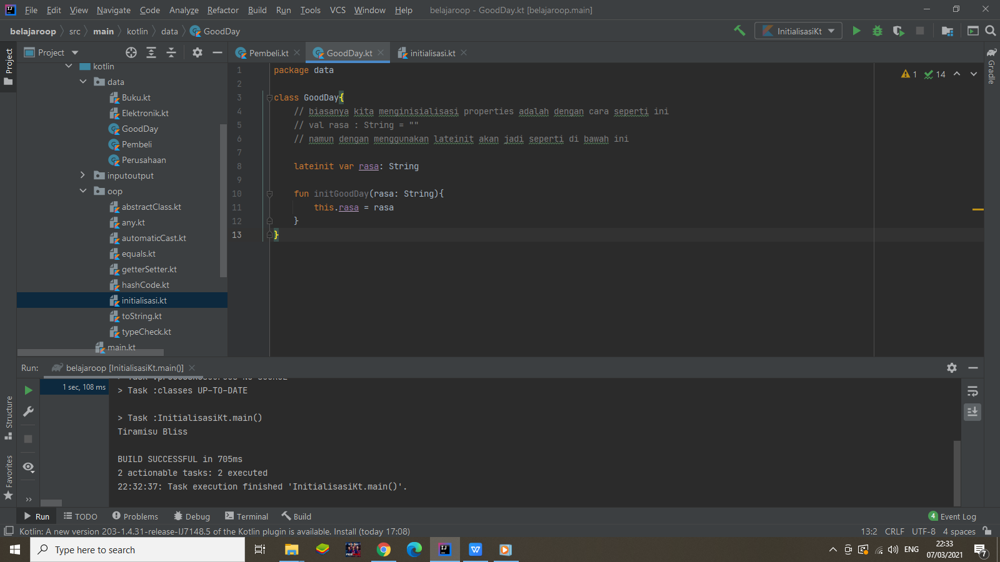 File Edit View Navigate Code Analyze Refactor Build Run Tools VCS Window Help belajaroop - GoodDay.kt [belajaroop.main]
belajaroop src main kotlin data GoodDay InitialisasiKt
Project
Project
Pembeli.kt GoodDay.kt initialisasi.kt
Gradle
kotlin
data
Buku.kt
Elektronik.kt
GoodDay
Pembeli
Perusahaan
inputoutput
oop
abstractClass.kt
any.kt
automaticCast.kt
equals.kt
getterSetter.kt
hashCode.kt
initialisasi.kt
toString.kt
typeCheck.kt
main.kt
1 package data
2
3 class GoodDay{
4 // biasanya kita menginisialisasi properties adalah dengan cara seperti ini
5 // val rasa : String = ""
6 // namun dengan menggunakan lateinit akan jadi seperti di bawah ini
7
8 lateinit var rasa: String
9
10 fun initGoodDay(rasa: String){
11 this.rasa = rasa
12 }
13 }
1 14
Run: belajaroop [InitialisasiKt.main()]
1 sec, 108 ms
> Task :classes UP-TO-DATE
> Task :InitialisasiKt.main()
Tiramisu Bliss
BUILD SUCCESSFUL in 705ms
2 actionable tasks: 2 executed
22:32:37: Task execution finished 'InitialisasiKt.main()'.
Structure
Favorites
Run TODO Problems Debug Terminal Build 4 Event Log
Kotlin: A new version 203-1.4.31-release-IJ7148.5 of the Kotlin plugin is available. Install (today 17:08) 13:2 CRLF UTF-8 4 spaces
Type here to search
ENG
22:33
07/03/2021
7